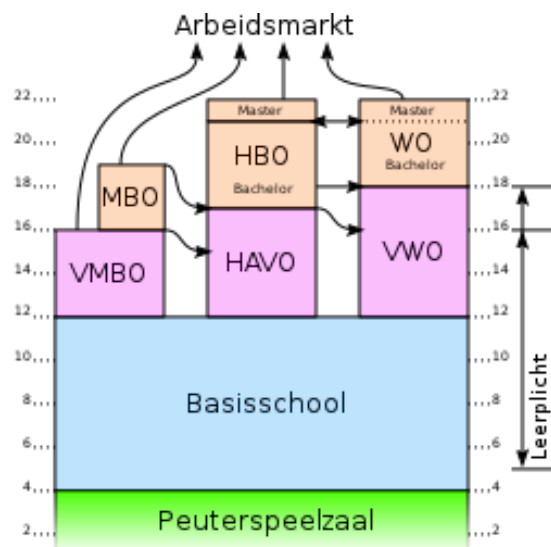 Arbeidsmarkt
22
Master
Master
22
20
HBO
WO
20
Bachelor
18
MBO
Bachelor
18
16
16
VMBO
HAVO
VWO
14
14
12
12
10
10
Basisschool
8
8
6
6
Leerplicht
4
4
Peuterspeelzaal
2
2